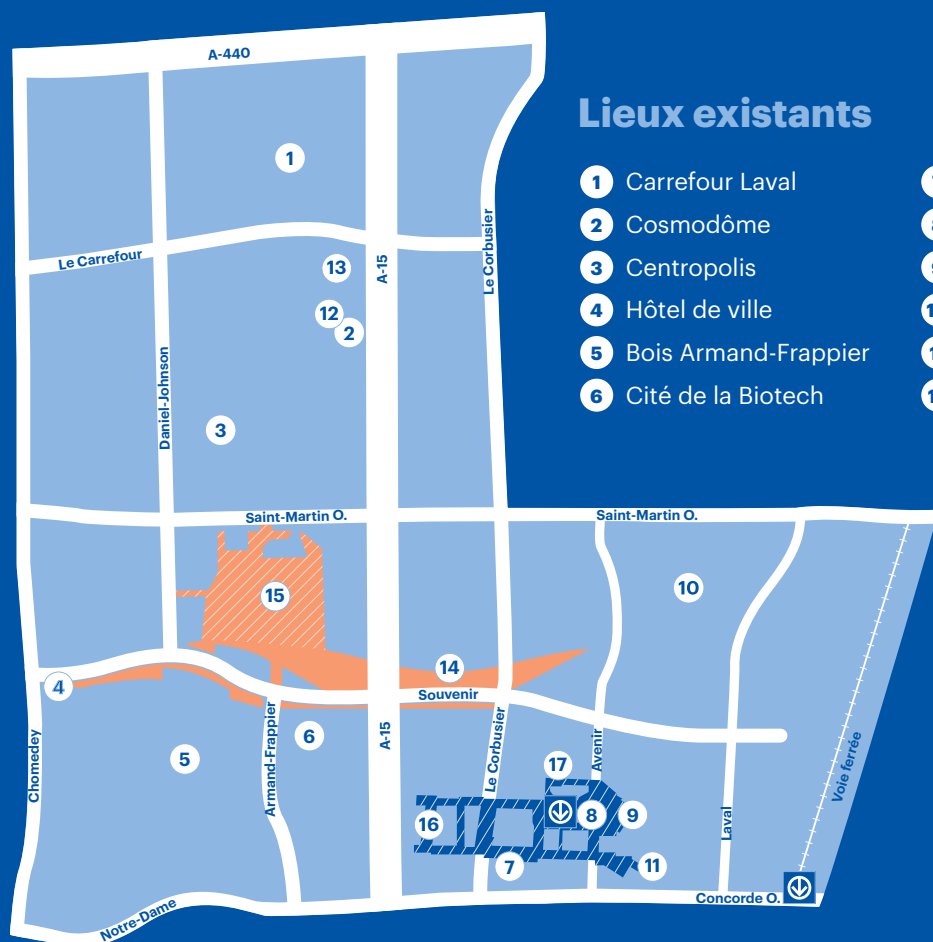 A-440
Lieux existants
1 Carrefour Laval
2 Cosmodôme
3 Centropolis
4 Hôtel de ville
5 Bois Armand-Frappier
6 Cité de la Biotech
1
Le Carrefour
13
A-15
Le Corbusier
12
2
Daniel-Johnson
3
Saint-Martin O.
Saint-Martin O.
15
10
14
4
Souvenir
Chomedey
5
Armand-Frappier
6
A-15
Le Corbusier
Avenir
Voie ferrée
17
16
8
9
Laval
7
11
Concorde O.
Notre-Dame